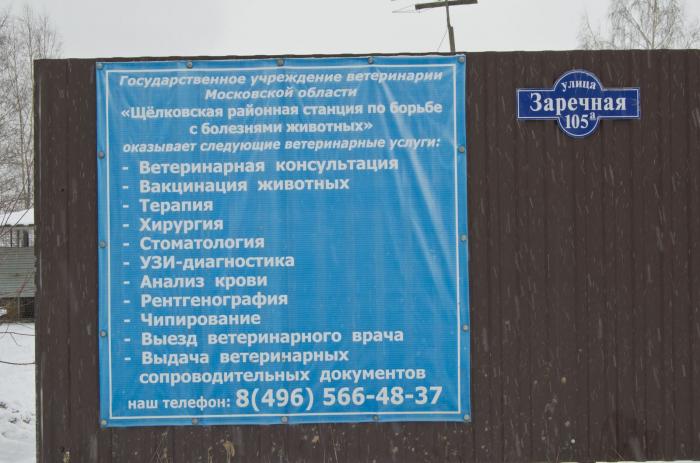 Государственное учреждение ветеринарии
Московской области
«Щёлковская районная станция по борьбе
с болезнями животных»
оказывает следующие ветеринарные услуги:
- Ветеринарная консультация
- Вакцинация животных
- Терапия
- Хирургия
- Стоматология
- УЗИ-диагностика
- Анализ крови
- Рентгенография
- Чипирование
- Выезд ветеринарного врача
- Выдача ветеринарных
сопроводительных документов
наш телефон: 8(496) 566-48-37
улица
Заречная
105а